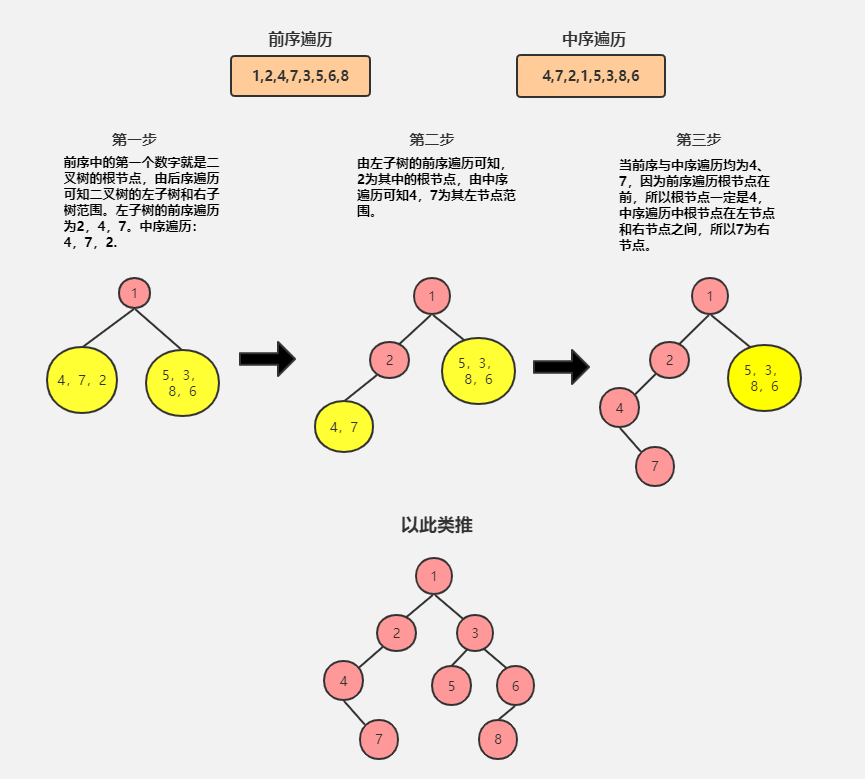 前序遍历
中序遍历
1,2,4,7,3,5,6,8
4,7,2,1,5,3,8,6
第一步
前序中的第一个数字就是二
叉树的根节点，由后序遍历
可知二叉树的左子树和右子
树范围。左子树的前序遍历
为2，4，7。中序遍历：
4，7，2.
第二步
由左子树的前序遍历可知，
2为其中的根节点，由中序
遍历可知4，7为其左节点范
围。
第三步
当前序与中序遍历均为4、
7，因为前序遍历根节点在
前，所以根节点一定是4，
中序遍历中根节点在左节点
和右节点之间，所以7为右
节点。
1
4，7，2
5，3，
8，6
1
2
5，3，
8，6
4，7
1
2
5，3，
8，6
4
7
以此类推
1
2
3
4
5
6
7
8